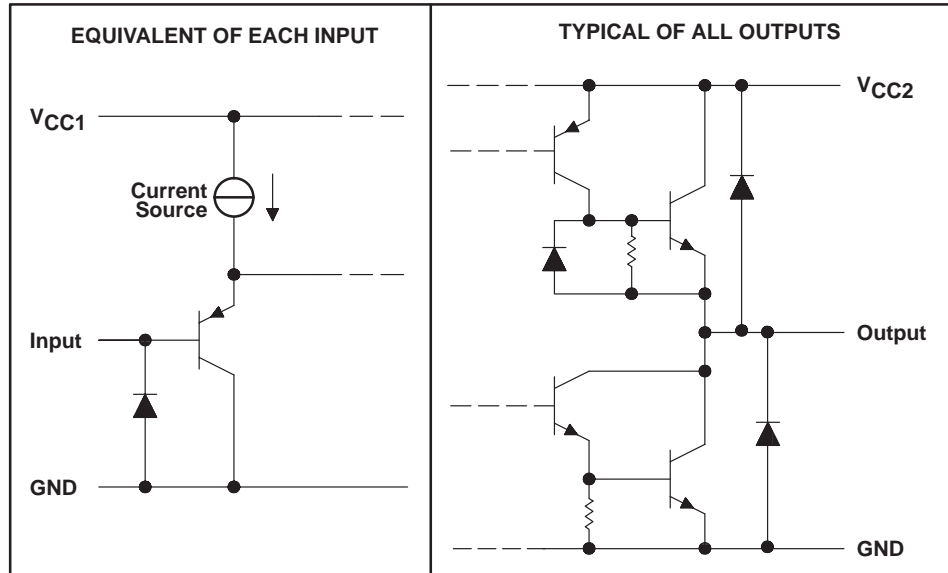 EQUIVALENT OF EACH INPUT
VCC1
Current
Source
Input
GND
TYPICAL OF ALL OUTPUTS
VCC2
Output
GND